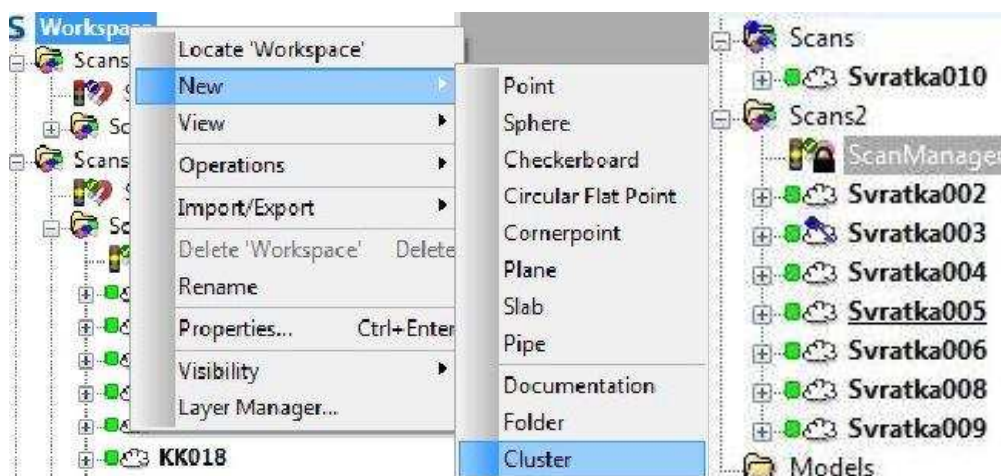 Workspace
Scans
Scans
KK018
Locate 'Workspace'
New
View
Operations
Import/Export
Delete 'Workspace' Delete
Rename
Properties... Ctrl+Enter
Visibility
Layer Manager...
Point
Sphere
Checkerboard
Circular Flat Point
Cornerpoint
Plane
Slab
Pipe
Documentation
Folder
Cluster
Scans
Svratka010
Scans2
ScanManager
Svratka002
Svratka003
Svratka004
Svratka005
Svratka006
Svratka008
Svratka009
Models